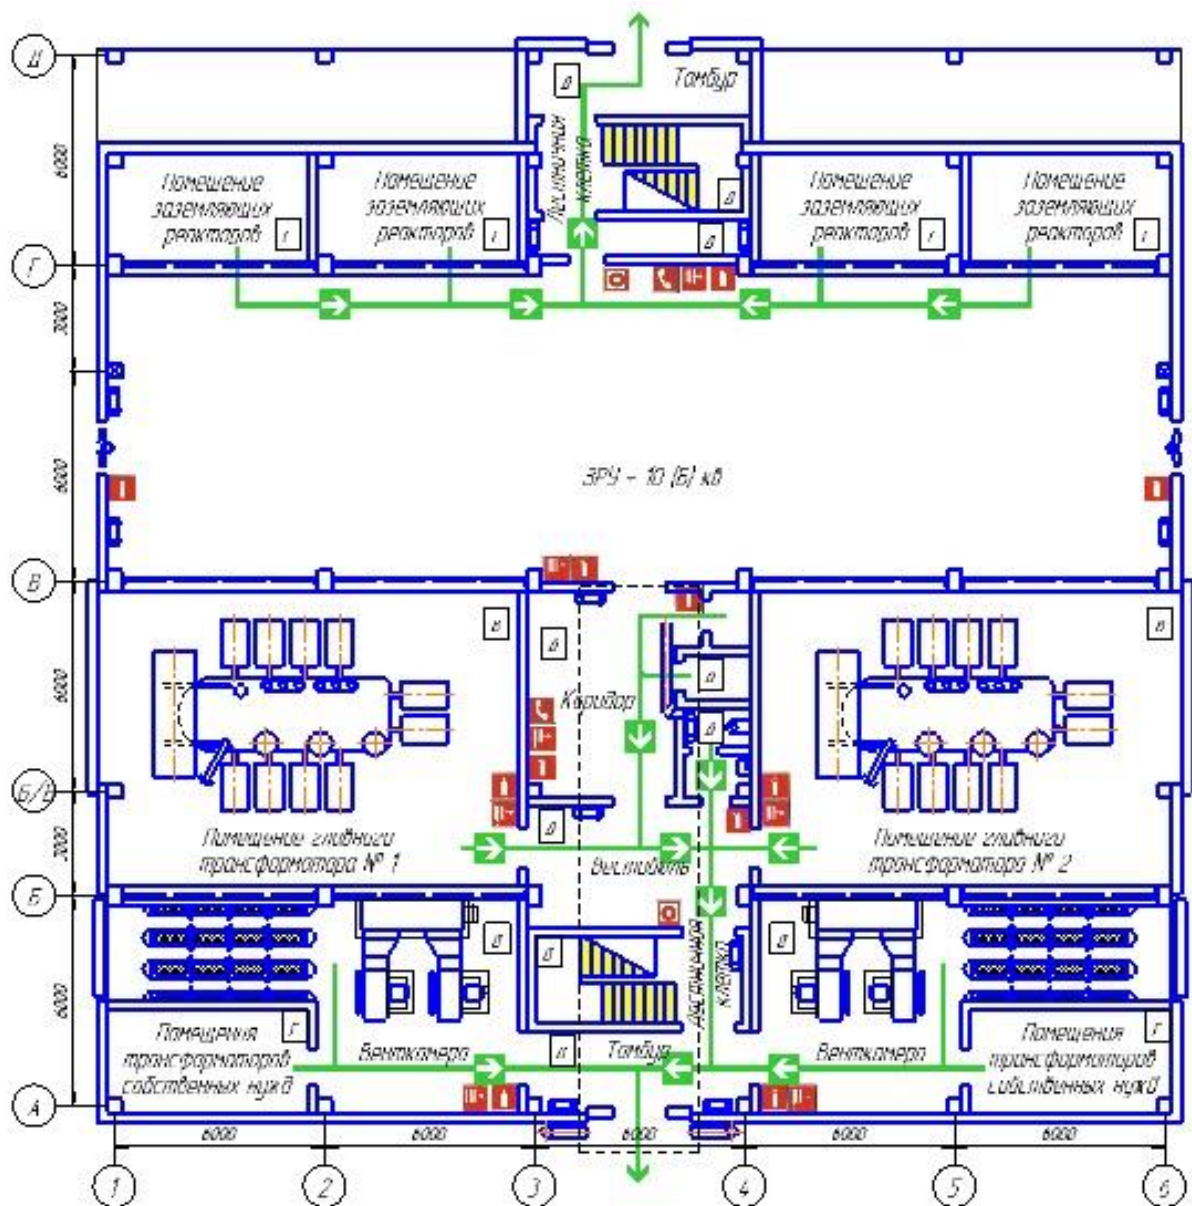 Д
Тамбур
Д
Лестничная
клетка
Помещение
заземляющих
реакторов
Г
Помещение
заземляющих
реакторов
Г
Д
Д
Помещение
заземляющих
реакторов
Г
Помещение
заземляющих
реакторов
Г
6000
Г
7000
ЗРУ - 10 (6) кВ
6000
В
В
Д
Коридор
Д
Д
В
6000
Б/В
Помещение главного
трансформатора № 1
Д
Вестибюль
Помещение главного
трансформатора № 2
7000
Б
Д
Д
Лестничная
клетка
Д
6000
Помещения
трансформаторов
собственных нужд
Г
Венткамера
Д
Тамбур
Венткамера
Помещения
трансформаторов
собственных нужд
Г
А
6000
6000
6000
6000
6000
1
2
3
4
5
6